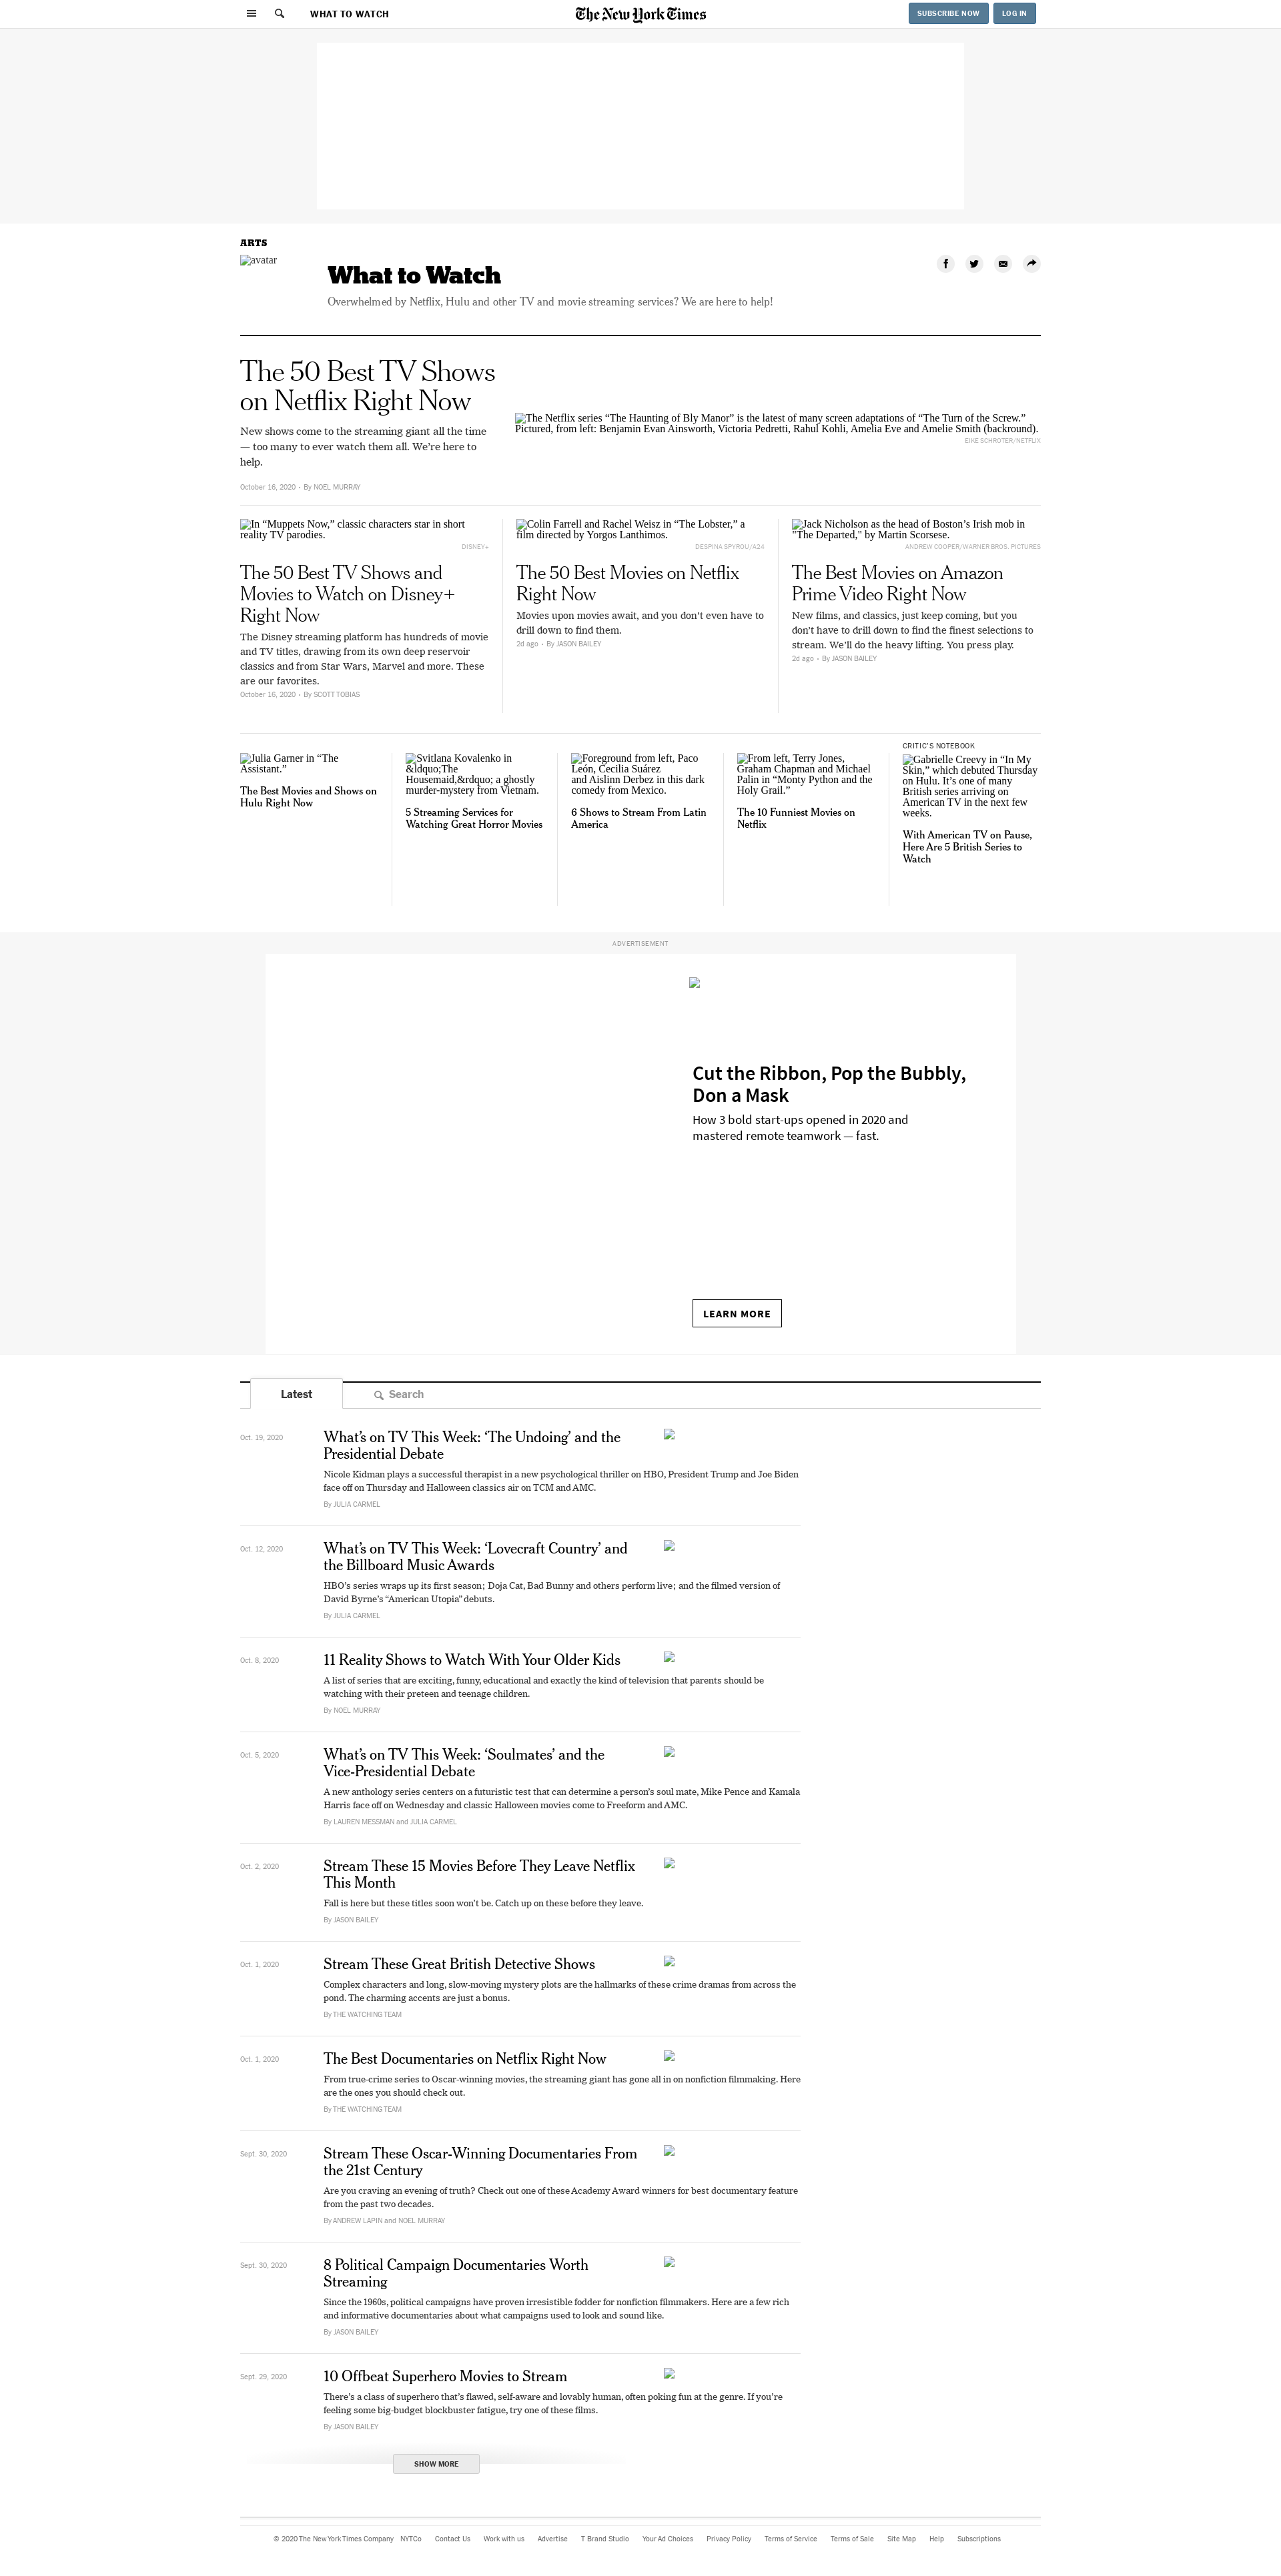 WHAT TO WATCH
The New York Times
SUBSCRIBE NOW
LOG IN
ARTS
avatar
What to Watch
Overwhelmed by Netflix, Hulu and other TV and movie streaming services? We are here to help!
The 50 Best TV Shows
on Netflix Right Now
New shows come to the streaming giant all the time
— too many to ever watch them all. We’re here to
help.
October 16, 2020 • By NOEL MURRAY
The Netflix series “The Haunting of Bly Manor” is the latest of many screen adaptations of “The Turn of the Screw.”
Pictured, from left: Benjamin Evan Ainsworth, Victoria Pedretti, Rahul Kohli, Amelia Eve and Amelie Smith (backround).
EIKE SCHROTER/NETFLIX
In “Muppets Now,” classic characters star in short
reality TV parodies.
DISNEY+
The 50 Best TV Shows and
Movies to Watch on Disney+
Right Now
The Disney streaming platform has hundreds of movie
and TV titles, drawing from its own deep reservoir
classics and from Star Wars, Marvel and more. These
are our favorites.
October 16, 2020 • By SCOTT TOBIAS
Colin Farrell and Rachel Weisz in “The Lobster,” a
film directed by Yorgos Lanthimos.
DESPINA SPYROU/A24
The 50 Best Movies on Netflix
Right Now
Movies upon movies await, and you don’t even have to
drill down to find them.
2d ago • By JASON BAILEY
Jack Nicholson as the head of Boston’s Irish mob in
"The Departed," by Martin Scorsese.
ANDREW COOPER/WARNER BROS. PICTURES
The Best Movies on Amazon
Prime Video Right Now
New films, and classics, just keep coming, but you
don’t have to drill down to find the finest selections to
stream. We’ll do the heavy lifting. You press play.
2d ago • By JASON BAILEY
Julia Garner in “The
Assistant.”
The Best Movies and Shows on
Hulu Right Now
Svitlana Kovalenko in
&ldquo;The
Housemaid,&rdquo; a ghostly
murder-mystery from Vietnam.
5 Streaming Services for
Watching Great Horror Movies
Foreground from left, Paco
León, Cecilia Suárez
and Aislinn Derbez in this dark
comedy from Mexico.
6 Shows to Stream From Latin
America
From left, Terry Jones,
Graham Chapman and Michael
Palin in “Monty Python and the
Holy Grail.”
The 10 Funniest Movies on
Netflix
CRITIC’S NOTEBOOK
Gabrielle Creevy in “In My
Skin,” which debuted Thursday
on Hulu. It’s one of many
British series arriving on
American TV in the next few
weeks.
With American TV on Pause,
Here Are 5 British Series to
Watch
ADVERTISEMENT
Cut the Ribbon, Pop the Bubbly,
Don a Mask
How 3 bold start-ups opened in 2020 and
mastered remote teamwork — fast.
LEARN MORE
Latest
Search
Oct. 19, 2020
What’s on TV This Week: ‘The Undoing’ and the
Presidential Debate
Nicole Kidman plays a successful therapist in a new psychological thriller on HBO, President Trump and Joe Biden
face off on Thursday and Halloween classics air on TCM and AMC.
By JULIA CARMEL
Oct. 12, 2020
What’s on TV This Week: ‘Lovecraft Country’ and
the Billboard Music Awards
HBO’s series wraps up its first season; Doja Cat, Bad Bunny and others perform live; and the filmed version of
David Byrne’s “American Utopia” debuts.
By JULIA CARMEL
Oct. 8, 2020
11 Reality Shows to Watch With Your Older Kids
A list of series that are exciting, funny, educational and exactly the kind of television that parents should be
watching with their preteen and teenage children.
By NOEL MURRAY
Oct. 5, 2020
What’s on TV This Week: ‘Soulmates’ and the
Vice-Presidential Debate
A new anthology series centers on a futuristic test that can determine a person’s soul mate, Mike Pence and Kamala
Harris face off on Wednesday and classic Halloween movies come to Freeform and AMC.
By LAUREN MESSMAN and JULIA CARMEL
Oct. 2, 2020
Stream These 15 Movies Before They Leave Netflix
This Month
Fall is here but these titles soon won’t be. Catch up on these before they leave.
By JASON BAILEY
Oct. 1, 2020
Stream These Great British Detective Shows
Complex characters and long, slow-moving mystery plots are the hallmarks of these crime dramas from across the
pond. The charming accents are just a bonus.
By THE WATCHING TEAM
Oct. 1, 2020
The Best Documentaries on Netflix Right Now
From true-crime series to Oscar-winning movies, the streaming giant has gone all in on nonfiction filmmaking. Here
are the ones you should check out.
By THE WATCHING TEAM
Sept. 30, 2020
Stream These Oscar-Winning Documentaries From
the 21st Century
Are you craving an evening of truth? Check out one of these Academy Award winners for best documentary feature
from the past two decades.
By ANDREW LAPIN and NOEL MURRAY
Sept. 30, 2020
8 Political Campaign Documentaries Worth
Streaming
Since the 1960s, political campaigns have proven irresistible fodder for nonfiction filmmakers. Here are a few rich
and informative documentaries about what campaigns used to look and sound like.
By JASON BAILEY
Sept. 29, 2020
10 Offbeat Superhero Movies to Stream
There’s a class of superhero that’s flawed, self-aware and lovably human, often poking fun at the genre. If you’re
feeling some big-budget blockbuster fatigue, try one of these films.
By JASON BAILEY
SHOW MORE
© 2020 The New York Times Company NYTCo Contact Us Work with us Advertise T Brand Studio Your Ad Choices Privacy Policy Terms of Service Terms of Sale Site Map Help Subscriptions